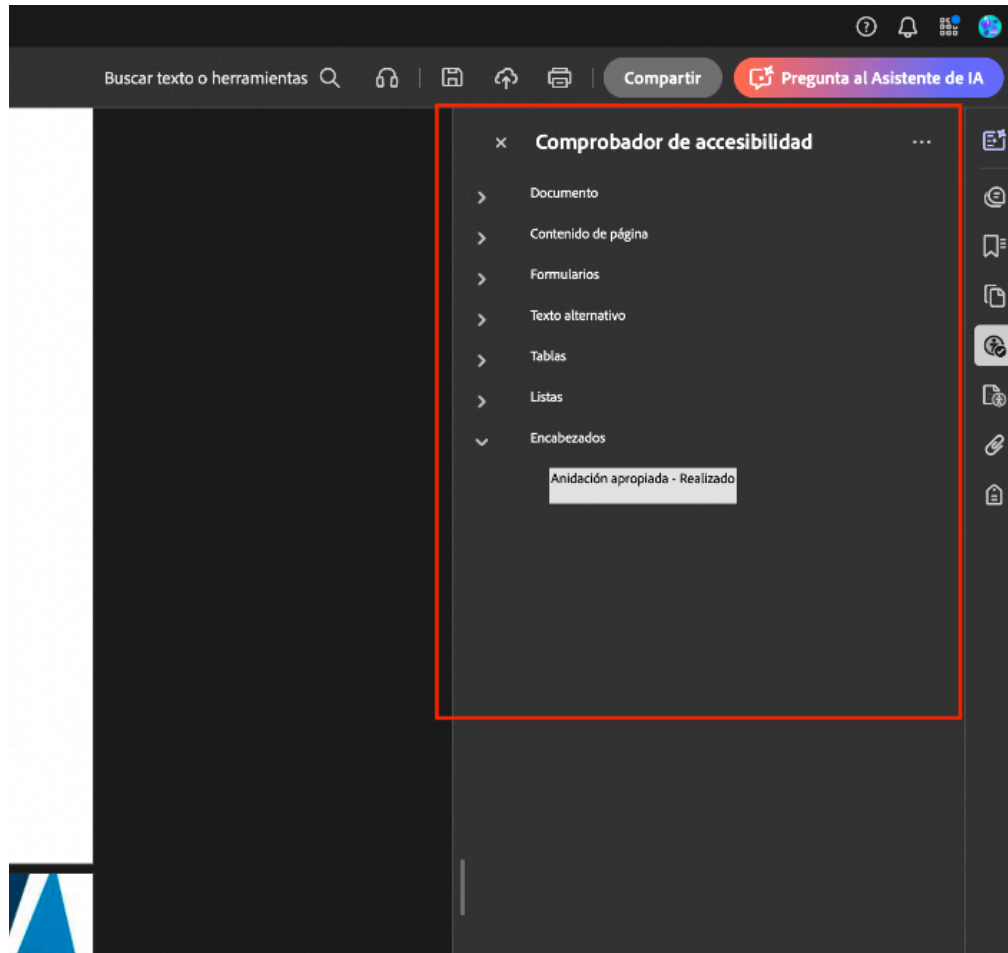 Buscar texto o herramientas
Compartir
Pregunta al Asistente de IA
Comprobador de accesibilidad
Documento
Contenido de página
Formularios
Texto alternativo
Tablas
Listas
Encabezados
Anidación apropiada - Realizado